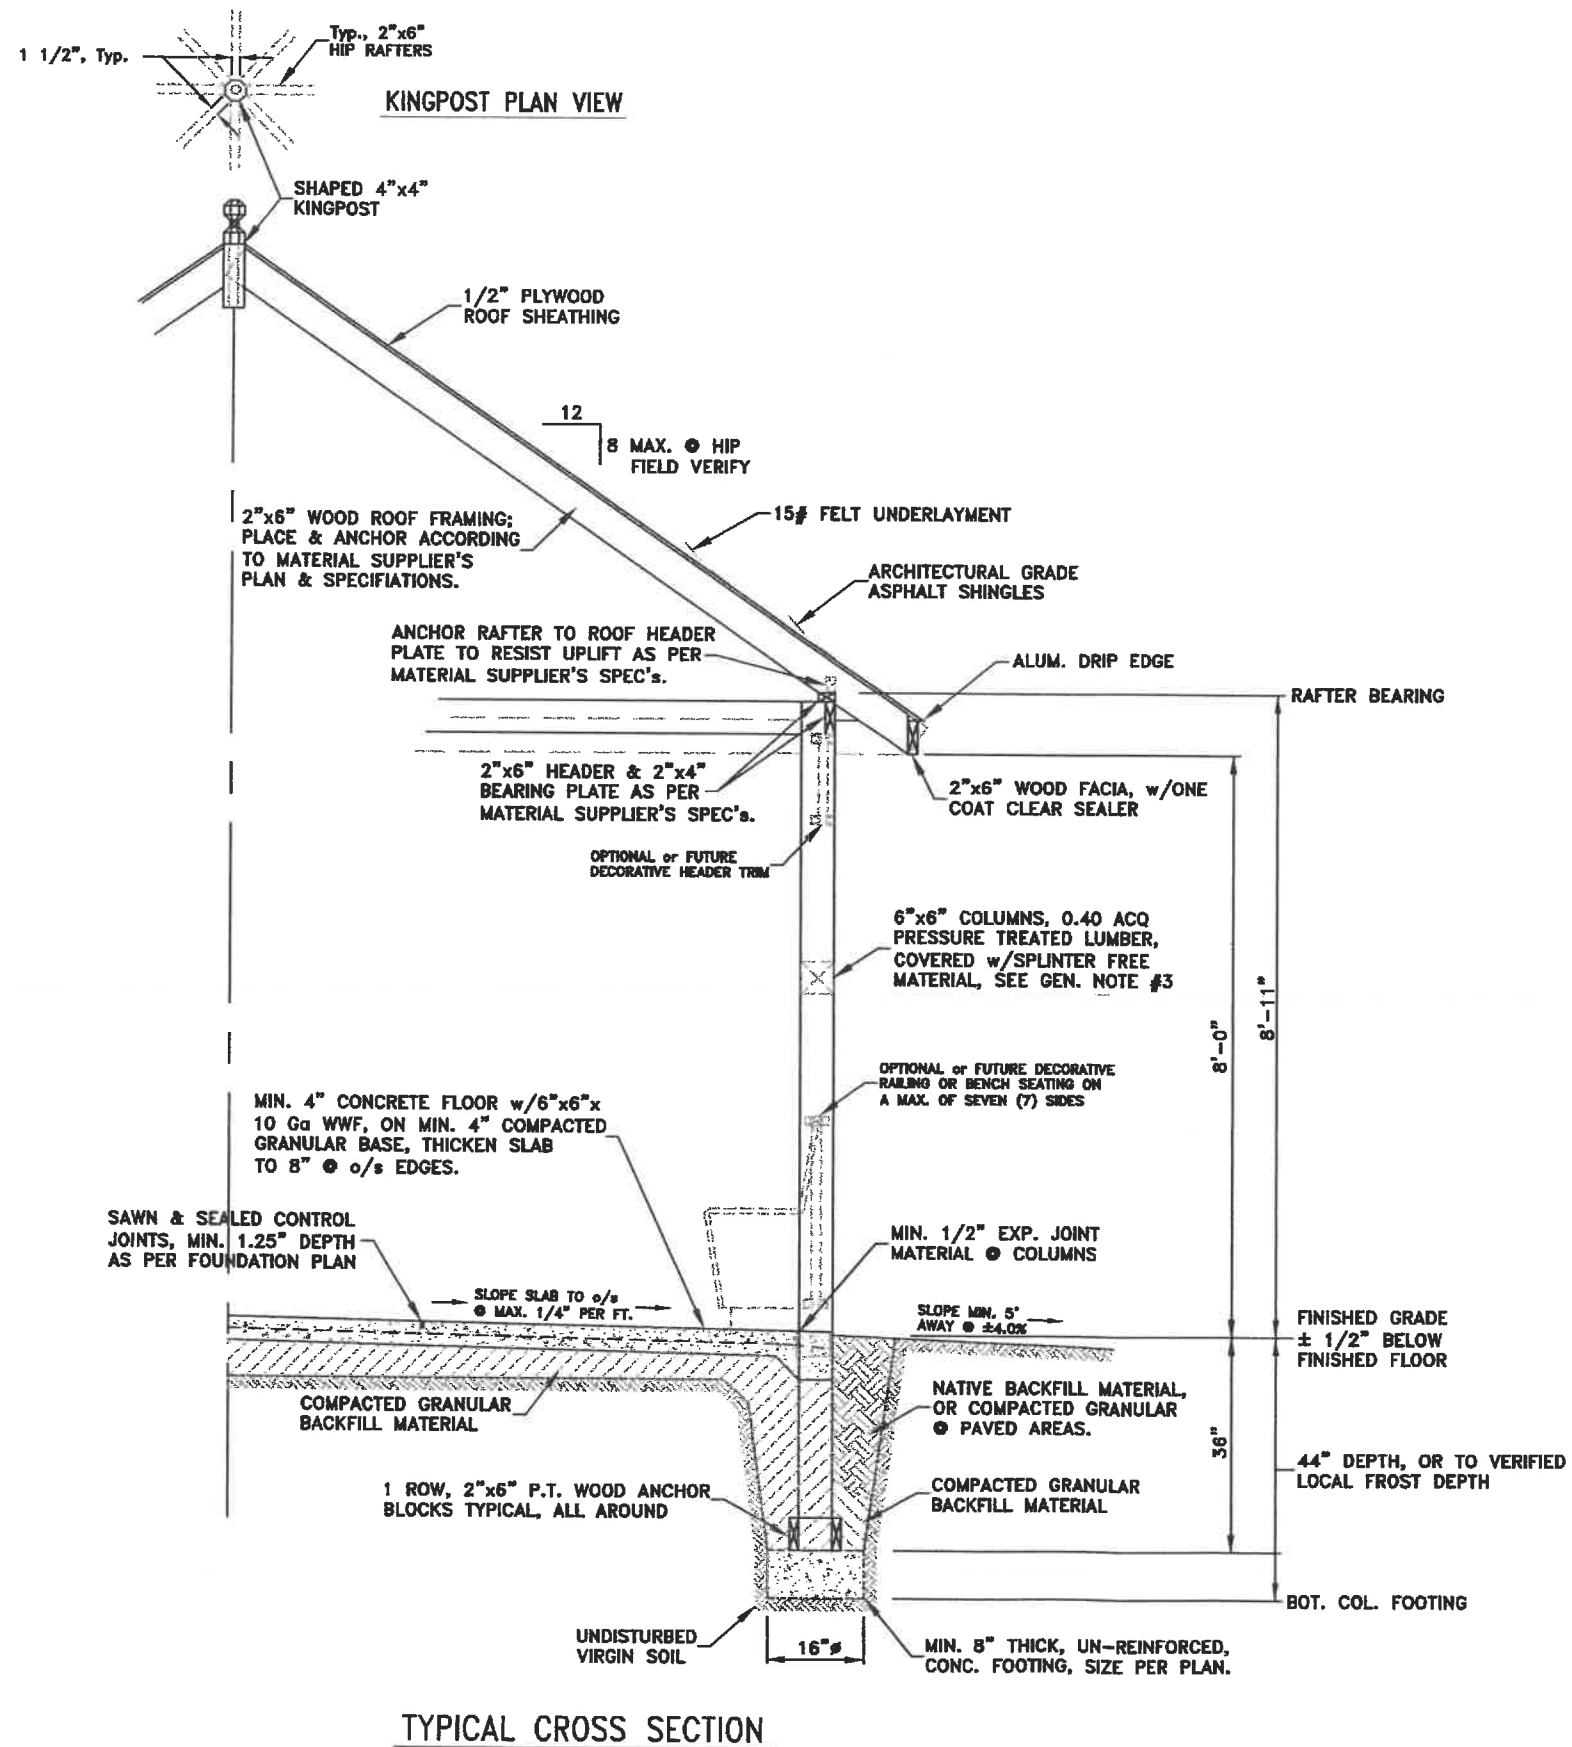 1 1/2", Typ.
Typ., 2"x6"
HIP RAFTERS
KINGPOST PLAN VIEW
SHAPED 4"x4"
KINGPOST
1/2" PLYWOOD
ROOF SHEATHING
12
8 MAX. @ HIP
FIELD VERIFY
2"x6" WOOD ROOF FRAMING;
PLACE & ANCHOR ACCORDING
TO MATERIAL SUPPLIER'S
PLAN & SPECIFIATIONS.
15# FELT UNDERLAYMENT
ARCHITECTURAL GRADE
ASPHALT SHINGLES
ANCHOR RAFTER TO ROOF HEADER
PLATE TO RESIST UPLIFT AS PER
MATERIAL SUPPLIER'S SPEC's.
ALUM. DRIP EDGE
RAFTER BEARING
2"x6" HEADER & 2"x4"
BEARING PLATE AS PER
MATERIAL SUPPLIER'S SPEC's.
2"x6" WOOD FACIA, w/ONE
COAT CLEAR SEALER
OPTIONAL or FUTURE
DECORATIVE HEADER TRIM
6"x6" COLUMNS, 0.40 ACQ
PRESSURE TREATED LUMBER,
COVERED w/SPLINTER FREE
MATERIAL, SEE GEN. NOTE #3
8'-0"
8'-11"
OPTIONAL or FUTURE DECORATIVE
RAILING OR BENCH SEATING ON
A MAX. OF SEVEN (7) SIDES
MIN. 4" CONCRETE FLOOR w/6"x6"x
10 Ga WWF, ON MIN. 4" COMPACTED
GRANULAR BASE, THICKEN SLAB
TO 8" @ o/s EDGES.
SAWN & SEALED CONTROL
JOINTS, MIN. 1.25" DEPTH
AS PER FOUNDATION PLAN
MIN. 1/2" EXP. JOINT
MATERIAL @ COLUMNS
SLOPE SLAB TO o/s
@ MAX. 1/4" PER FT.
SLOPE MIN. 5'
AWAY @ ±4.0%
FINISHED GRADE
± 1/2" BELOW
FINISHED FLOOR
COMPACTED GRANULAR
BACKFILL MATERIAL
NATIVE BACKFILL MATERIAL,
OR COMPACTED GRANULAR
@ PAVED AREAS.
36"
44" DEPTH, OR TO VERIFIED
LOCAL FROST DEPTH
1 ROW, 2"x6" P.T. WOOD ANCHOR
BLOCKS TYPICAL, ALL AROUND
COMPACTED GRANULAR
BACKFILL MATERIAL
BOT. COL. FOOTING
UNDISTURBED
VIRGIN SOIL
16"ø
MIN. 8" THICK, UN-REINFORCED,
CONC. FOOTING, SIZE PER PLAN.
TYPICAL CROSS SECTION